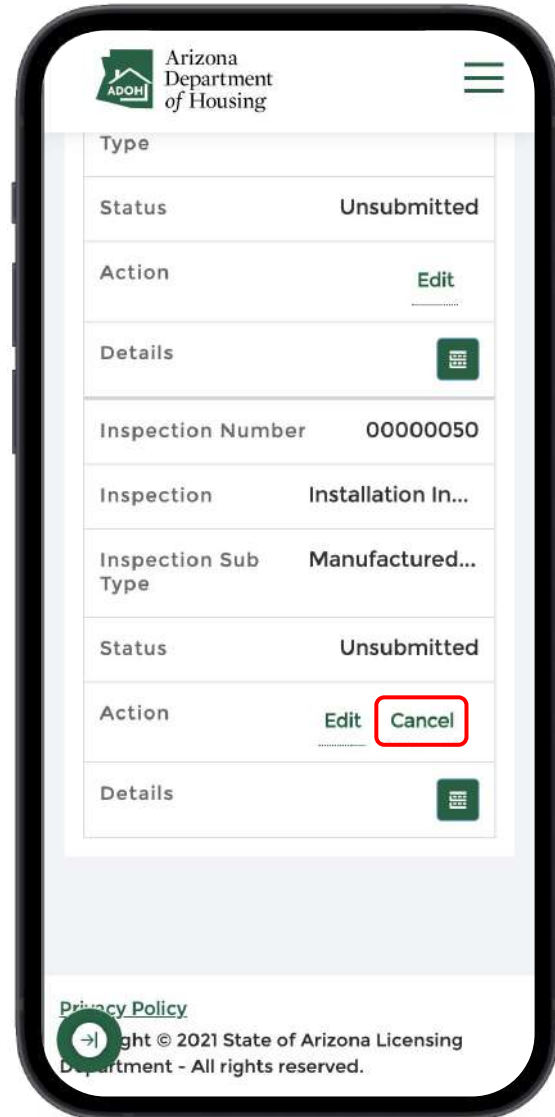 ADOH
Arizona
Department
of Housing
Type
Status Unsubmitted
Action Edit
Details
Inspection Number 00000050
Inspection Installation In...
Inspection Sub Manufactured...
Type
Status Unsubmitted
Action Edit Cancel
Details
Privacy Policy
ght © 2021 State of Arizona Licensing
Department - All rights reserved.